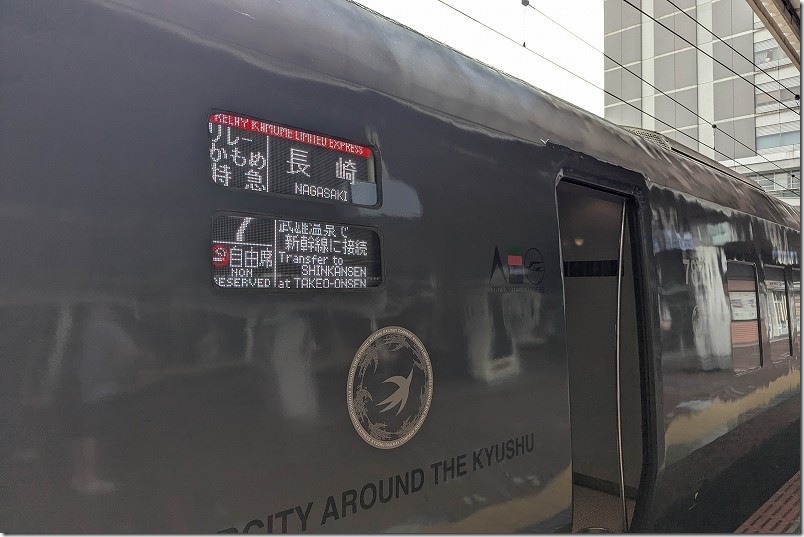 RELAY KAMOME LIMITED EXPRESS
リレー
かもめ
特急
長崎
NAGASAKI
7
9 自由席
NON
RESERVED
武雄温泉で
新幹線に接続
Transfer to
SHINKANSEN
at TAKEO-ONSEN
AROUND THE KYUSHU